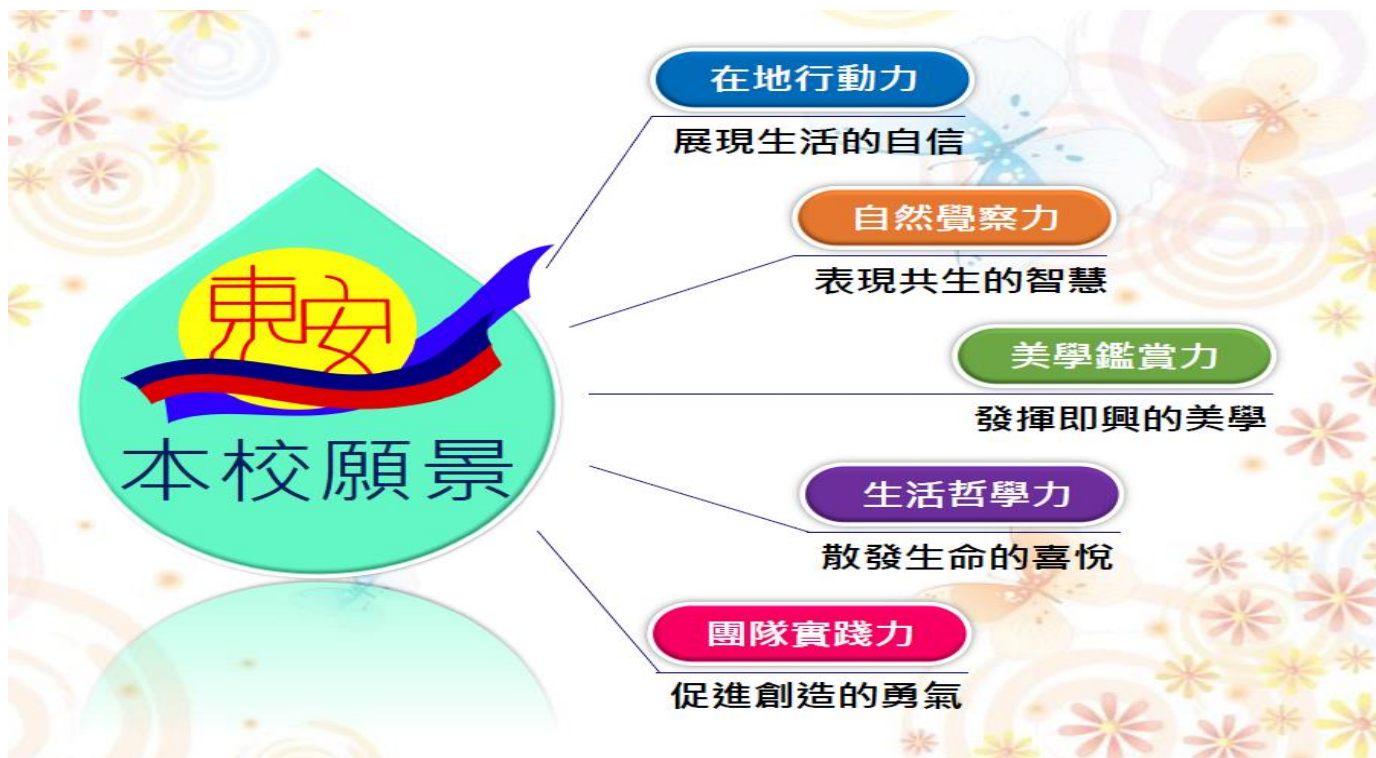 在地行動力
展現生活的自信
自然覺察力
表現共生的智慧
東安
本校願景
美學鑑賞力
發揮即興的美學
生活哲學力
散發生命的喜悅
團隊實踐力
促進創造的勇氣